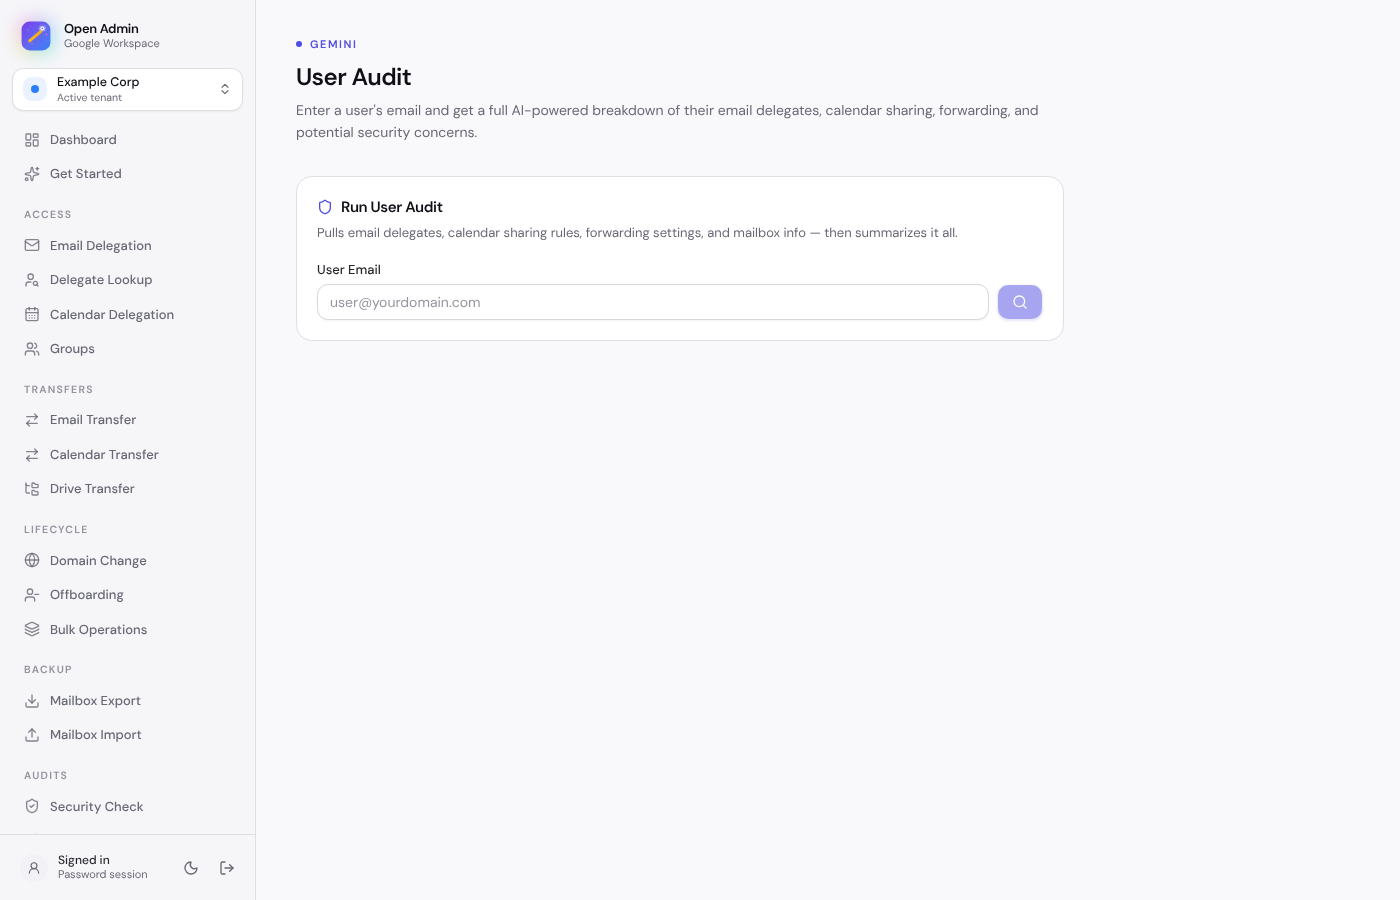 Open Admin
Google Workspace
Example Corp
Active tenant
Dashboard
Get Started
ACCESS
Email Delegation
Delegate Lookup
Calendar Delegation
Groups
TRANSFERS
Email Transfer
Calendar Transfer
Drive Transfer
LIFECYCLE
Domain Change
Offboarding
Bulk Operations
BACKUP
Mailbox Export
Mailbox Import
AUDITS
Security Check
Signed in
Password session
GEMINI
User Audit
Enter a user's email and get a full AI-powered breakdown of their email delegates, calendar sharing, forwarding, and
potential security concerns.
Run User Audit
Pulls email delegates, calendar sharing rules, forwarding settings, and mailbox info — then summarizes it all.
User Email
user@yourdomain.com